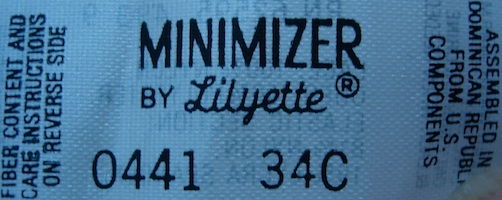 FIBER CONTENT AND
CARE INSTRUCTIONS
ON REVERSE SIDE
MINIMIZER
BY Lilyette®
0441 34C
ASSEMBLED IN
DOMINICAN REPUBLIC
FROM U.S.
COMPONENTS